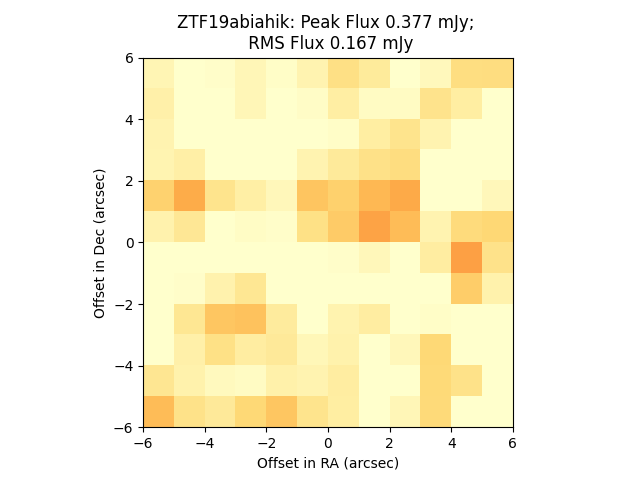 ZTF19abiahik: Peak Flux 0.377 mJy;
RMS Flux 0.167 mJy
6
4
2
0
−2
−4
−6
Offset in Dec (arcsec)
−6 −4 −2 0 2 4 6
Offset in RA (arcsec)